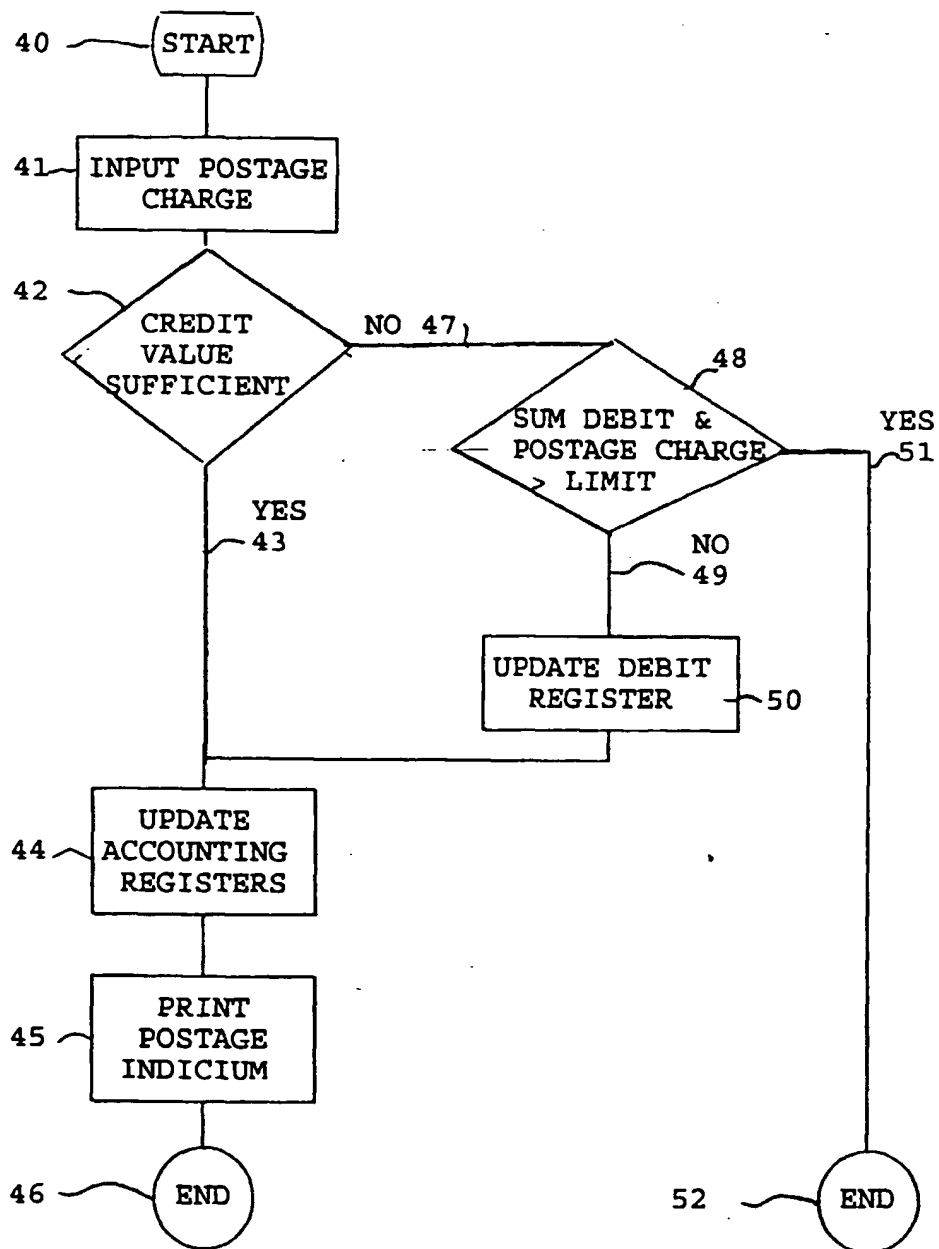 40
START
41
INPUT POSTAGE
CHARGE
42
CREDIT
VALUE
SUFFICIENT
NO 47
48
SUM DEBIT &
POSTAGE CHARGE
> LIMIT
YES
51
YES
43
NO
49
UPDATE DEBIT
REGISTER
50
44
UPDATE
ACCOUNTING
REGISTERS
45
PRINT
POSTAGE
INDICIUM
46
END
52
END